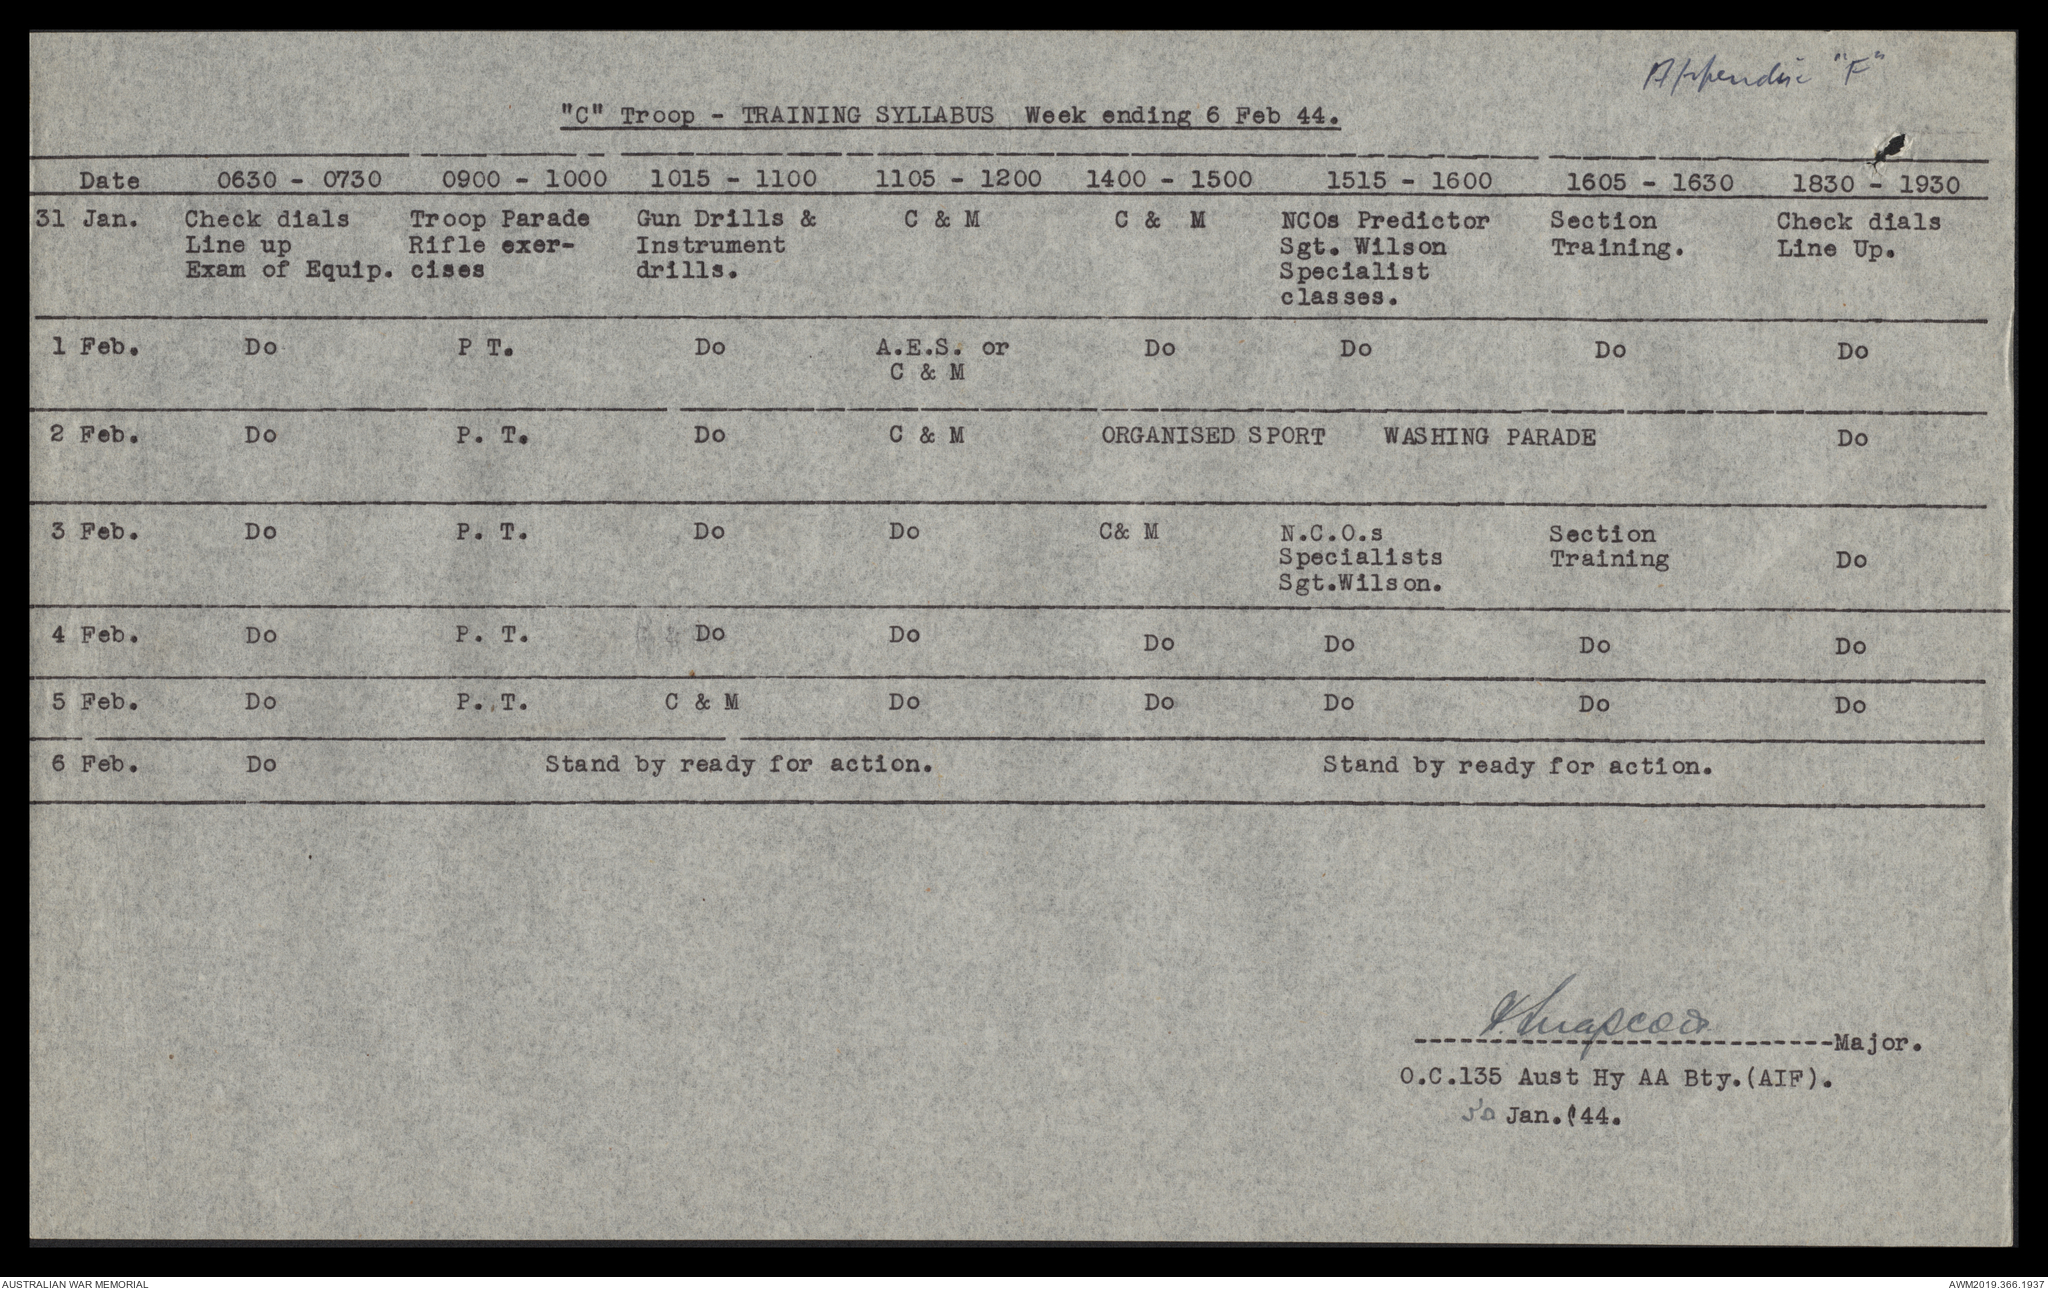 Appendix "F"
"C" Troop - TRAINING SYLLABUS Week ending 6 Feb 44.
Date 0630 - 0730 0900 - 1000 1015 - 1100 1105 - 1200 1400 - 1500 1515 - 1600 1605 - 1630 1830 - 1930
31 Jan. Check dials Troop Parade Gun Drills & C & M C & M NCOs Predictor Section Check dials
Line up Rifle exer- Instrument Sgt. Wilson Training. Line Up.
Exam of Equip. cises drills. Specialist
classes.
1 Feb. Do P T. Do A.E.S. or Do Do Do Do
C & M
2 Feb. Do P. T. Do C & M ORGANISED SPORT WASHING PARADE Do
3 Feb. Do P. T. Do Do C& M N.C.O.s Section
Specialists Training Do
Sgt.Wilson.
4 Feb. Do P. T. Do Do Do Do Do Do
5 Feb. Do P. T. C & M Do Do Do Do Do
6 Feb. Do Stand by ready for action. Stand by ready for action.
Major.
O.C.135 Aust Hy AA Bty.(AIF).
Jan. 44.
AUSTRALIAN WAR MEMORIAL AWM2019.366.1937